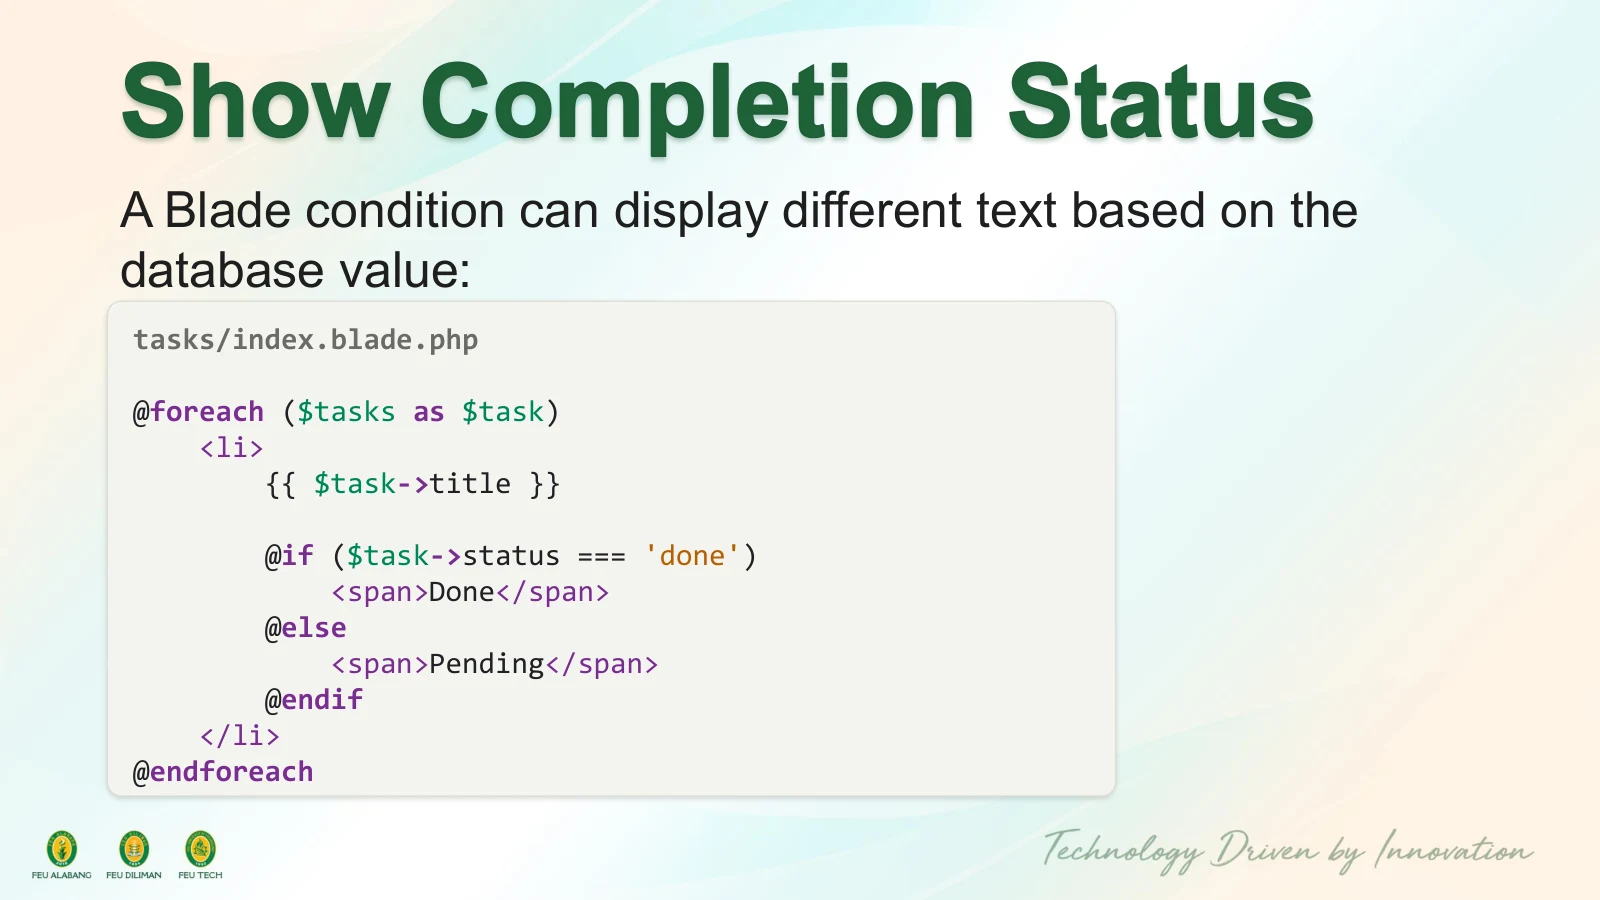 Show Completion Status
A Blade condition can display different text based on the
database value:
tasks/index.blade.php
@foreach ($tasks as $task)
    <li>
        {{ $task->title }}
        @if ($task->status === 'done')
            <span>Done</span>
        @else
            <span>Pending</span>
        @endif
    </li>
@endforeach
FEU ALABANG
FEU DILIMAN
FEU TECH
Technology Driven by Innovation